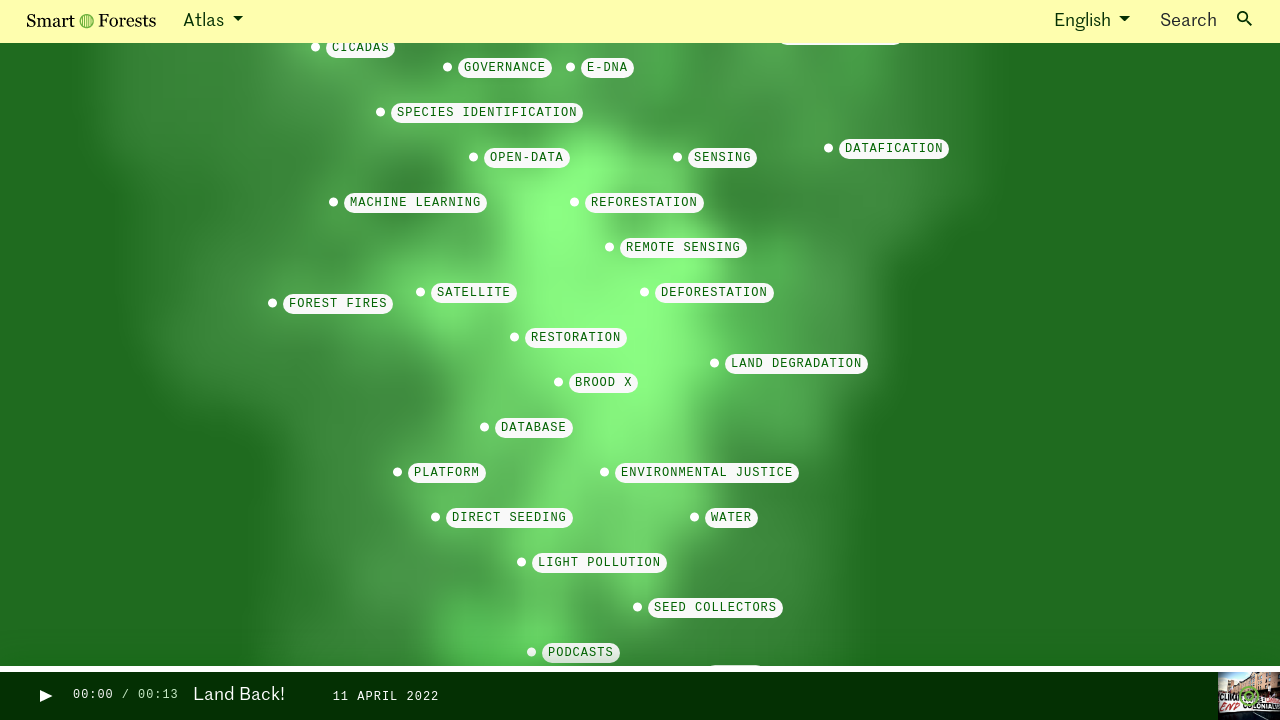 Smart Forests
Atlas
English
Search
CICADAS
GOVERNANCE
E-DNA
SPECIES IDENTIFICATION
DATAFICATION
OPEN-DATA
SENSING
MACHINE LEARNING
REFORESTATION
REMOTE SENSING
SATELLITE
DEFORESTATION
FOREST FIRES
RESTORATION
LAND DEGRADATION
BROOD X
DATABASE
PLATFORM
ENVIRONMENTAL JUSTICE
DIRECT SEEDING
WATER
LIGHT POLLUTION
SEED COLLECTORS
PODCASTS
00:00 / 00:13
Land Back!
11 APRIL 2022